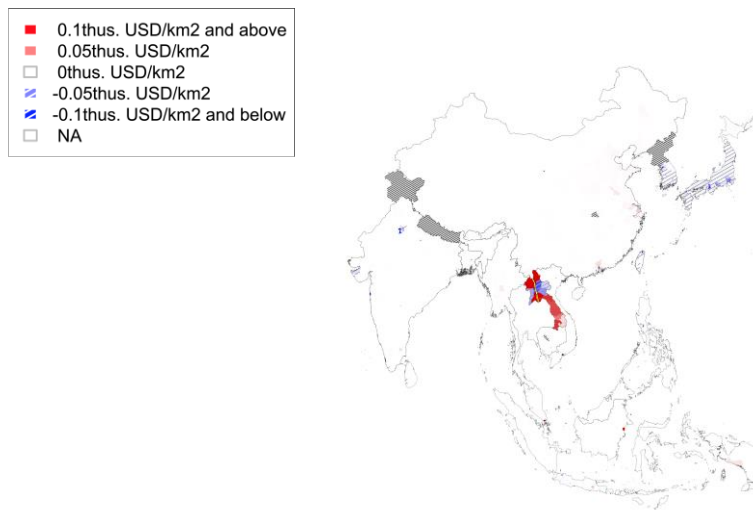 0.1thus. USD/km2 and above
0.05thus. USD/km2
0thus. USD/km2
-0.05thus. USD/km2
-0.1thus. USD/km2 and below
NA